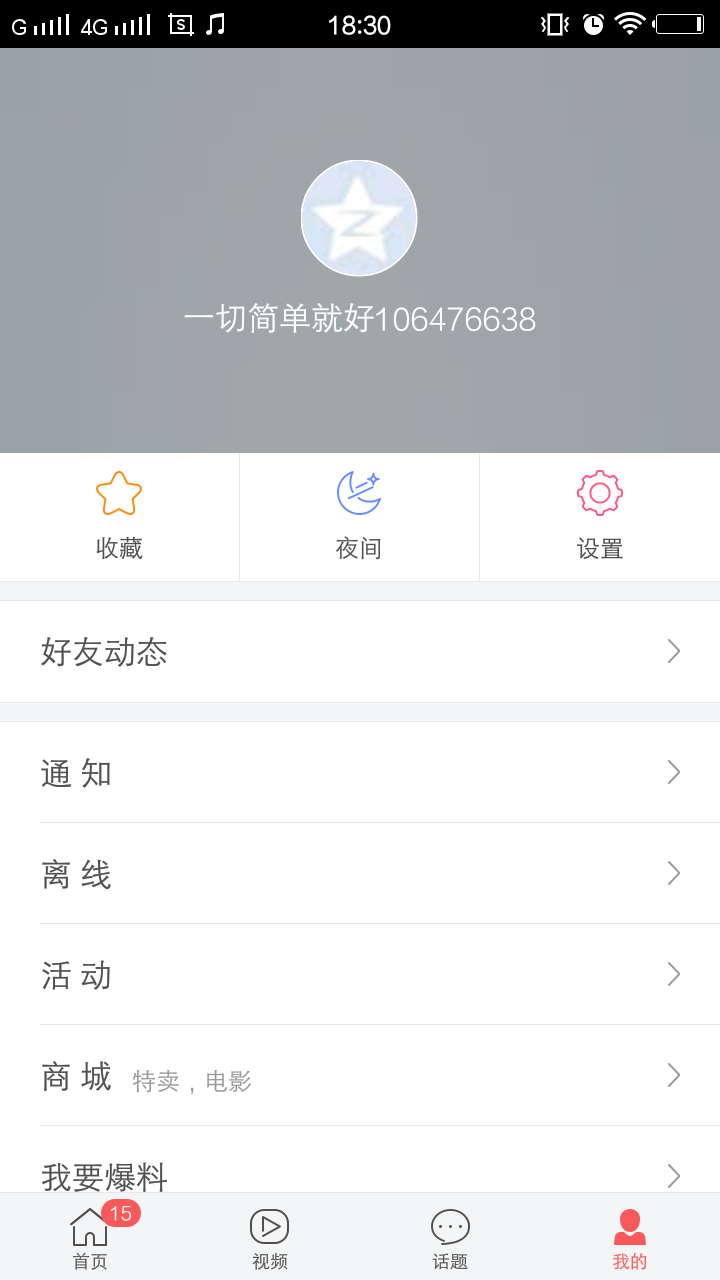 G 4G S 18:30
一切简单就好106476638
收藏 夜间 设置
好友动态
通 知
离 线
活 动
商 城 特卖，电影
我要爆料
15
首页 视频 话题 我的